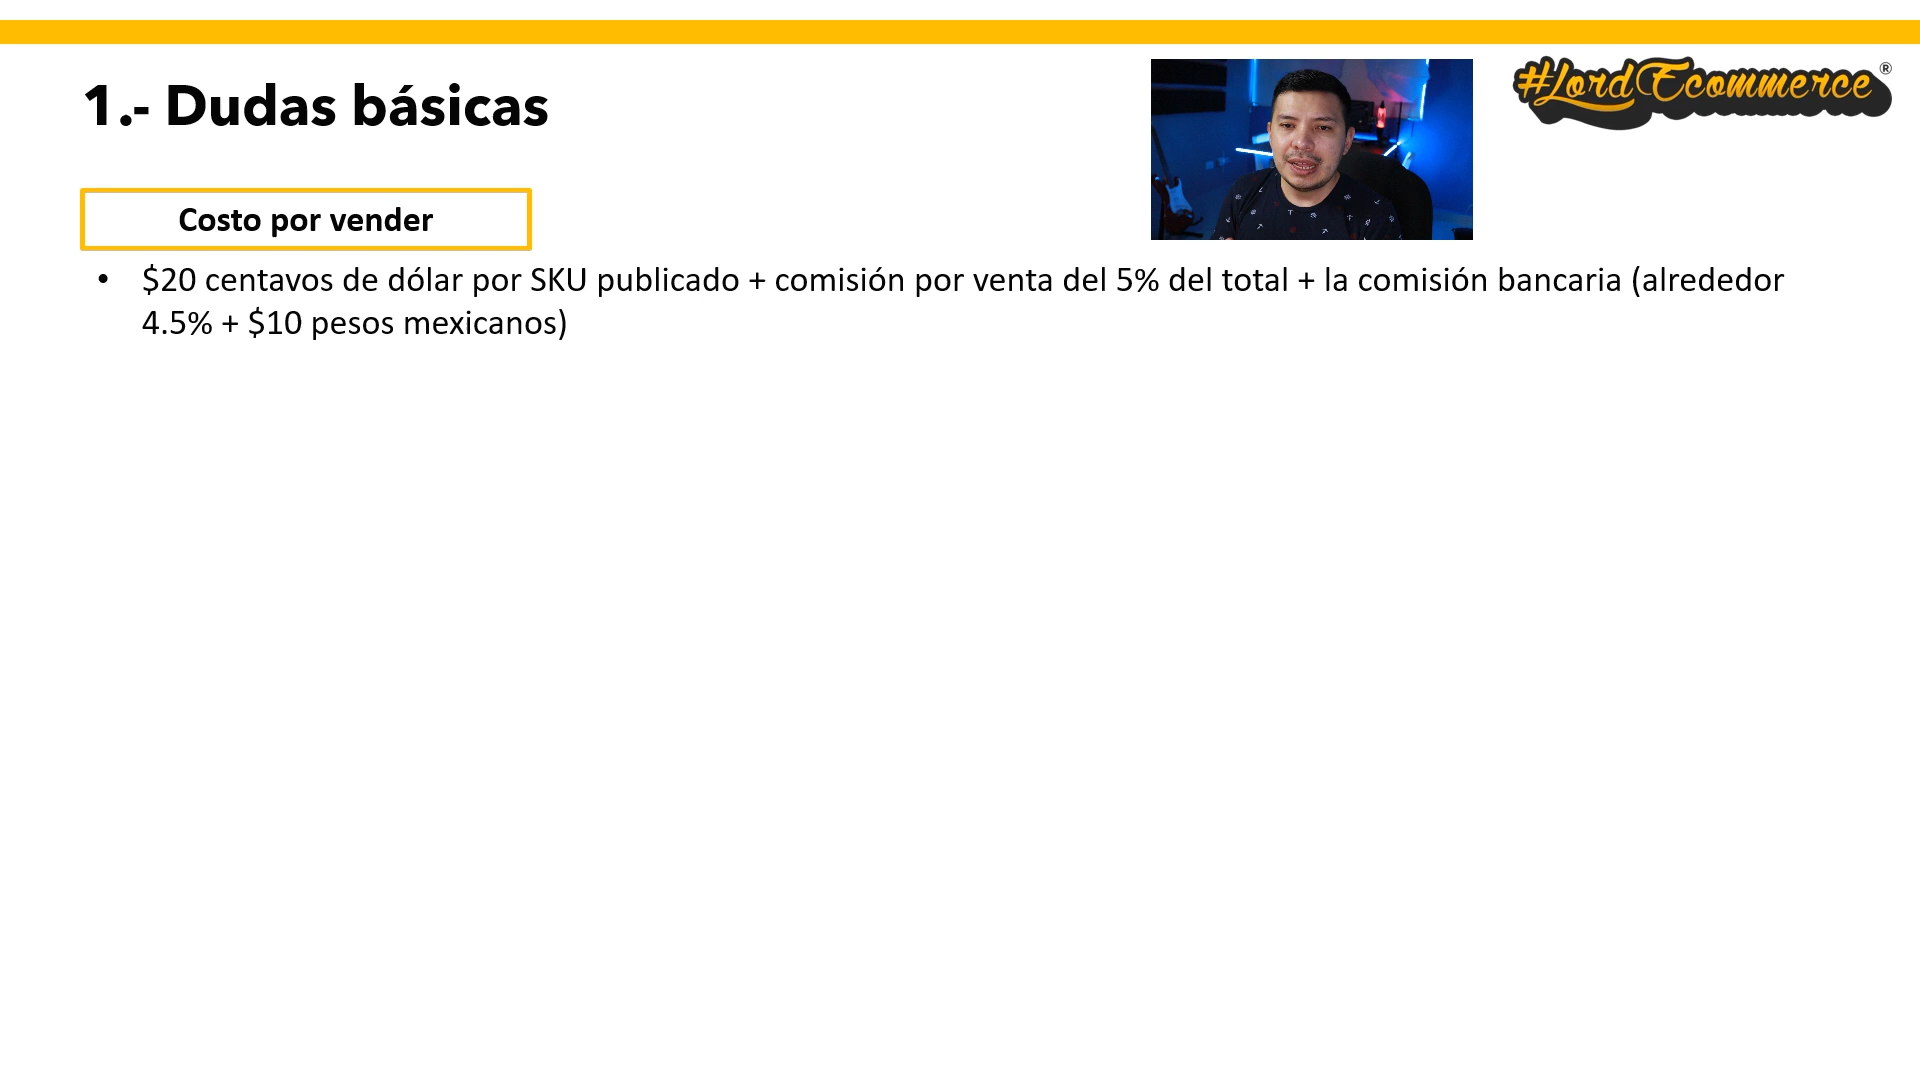 1.- Dudas básicas
#LordEcommerce®
Costo por vender
• $20 centavos de dólar por SKU publicado + comisión por venta del 5% del total + la comisión bancaria (alrededor
4.5% + $10 pesos mexicanos)